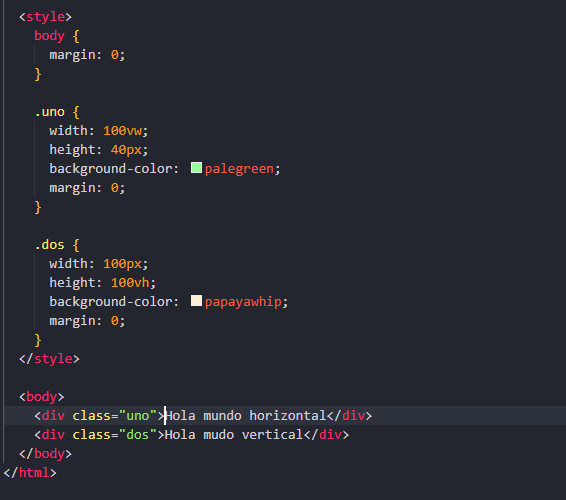 <style>
body {
margin: 0;
}
.uno {
width: 100vw;
height: 40px;
background-color: palegreen;
margin: 0;
}
.dos {
width: 100px;
height: 100vh;
background-color: papayawhip;
margin: 0;
}
</style>
<body>
<div class="uno">Hola mundo horizontal</div>
<div class="dos">Hola mudo vertical</div>
</body>
</html>